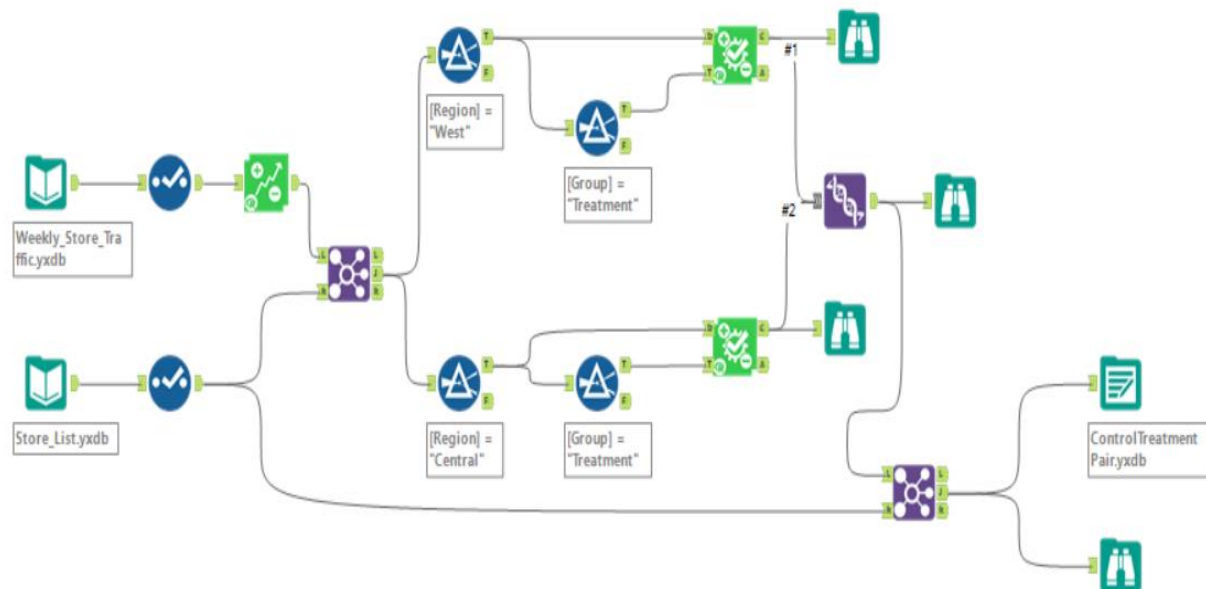 [Region] =
"West"
[Group] =
"Treatment"
#1
#2
Weekly_Store_Tra
ffic.yxdb
Store_List.yxdb
[Region] =
"Central"
[Group] =
"Treatment"
ControlTreatment
Pair.yxdb
T
F
T
F
D
T
C
A
L
R
L
J
R
T
F
T
F
D
T
C
A
L
R
L
J
R